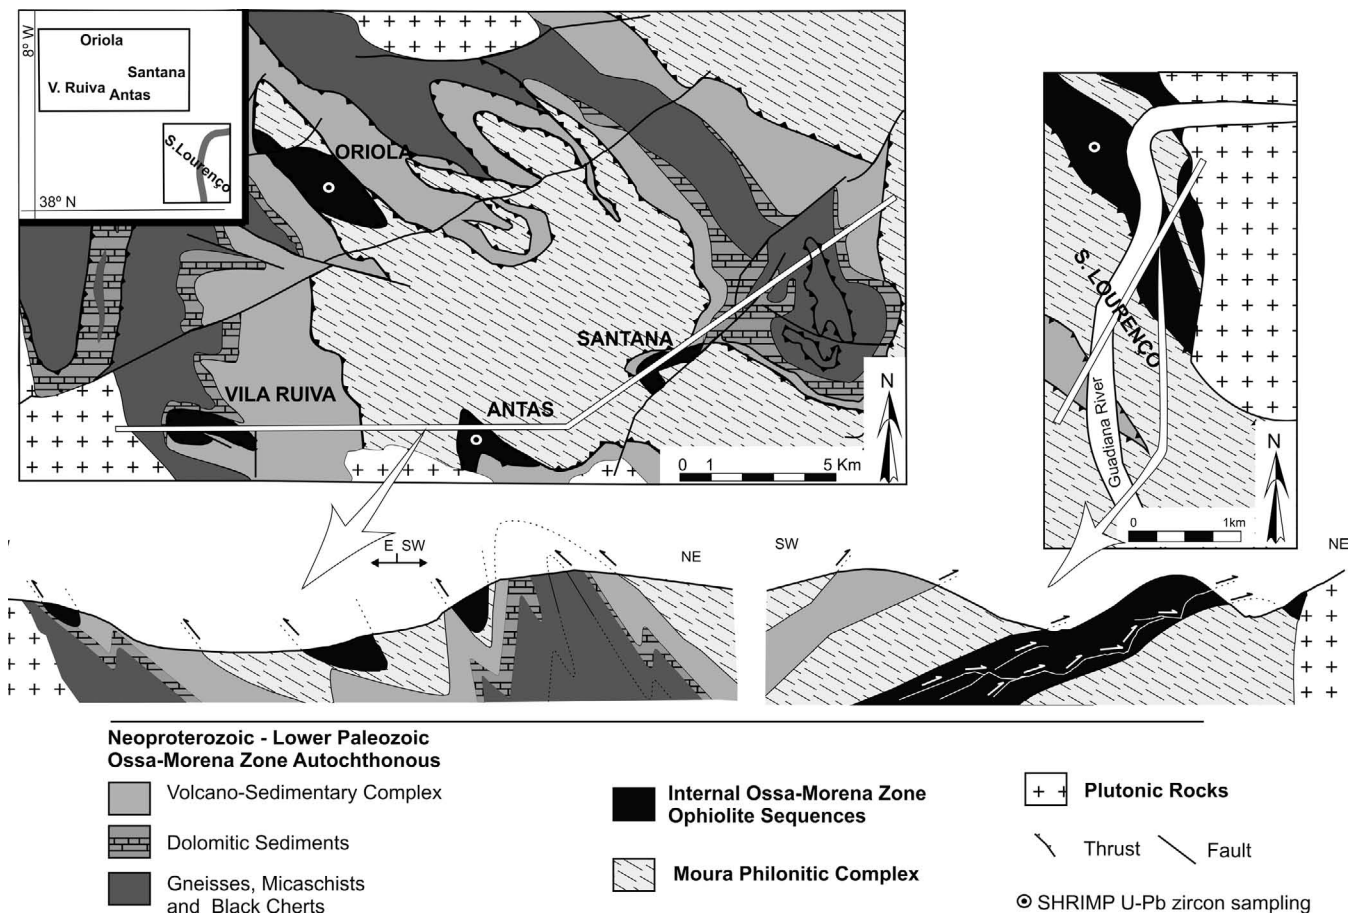 8º W
Oriola
Santana
V. Ruiva
Antas
S.Lourenço
38º N
ORIOLA
SANTANA
VILA RUIVA
ANTAS
N
0 1 5 Km
S. LOURENÇO
Guadiana River
N
0 1km
E SW
NE
SW
NE
Neoproterozoic - Lower Paleozoic
Ossa-Morena Zone Autochthonous
Volcano-Sedimentary Complex
Dolomitic Sediments
Gneisses, Micaschists
and Black Cherts
Internal Ossa-Morena Zone
Ophiolite Sequences
Moura Philonitic Complex
Plutonic Rocks
Thrust
Fault
SHRIMP U-Pb zircon sampling